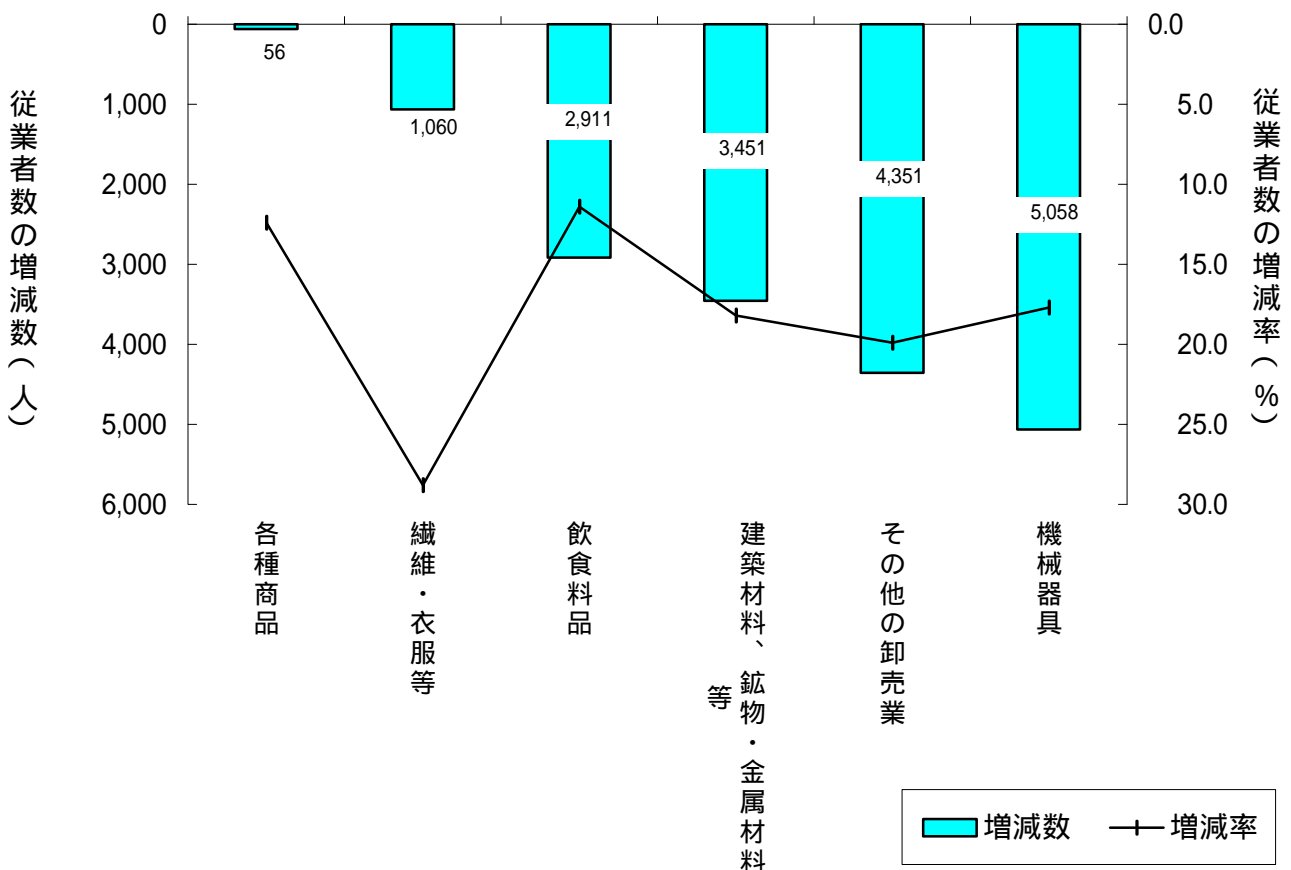 従業者数の増減数(人)
0
1,000
2,000
3,000
4,000
5,000
6,000
56
1,060
2,911
3,451
4,351
5,058
0.0
5.0
10.0
15.0
20.0
25.0
30.0
従業者数の増減率(%)
各種商品
繊維・衣服等
飲食料品
建築材料、鉱物・金属材料
等
その他の卸売業
機械器具
増減数
増減率